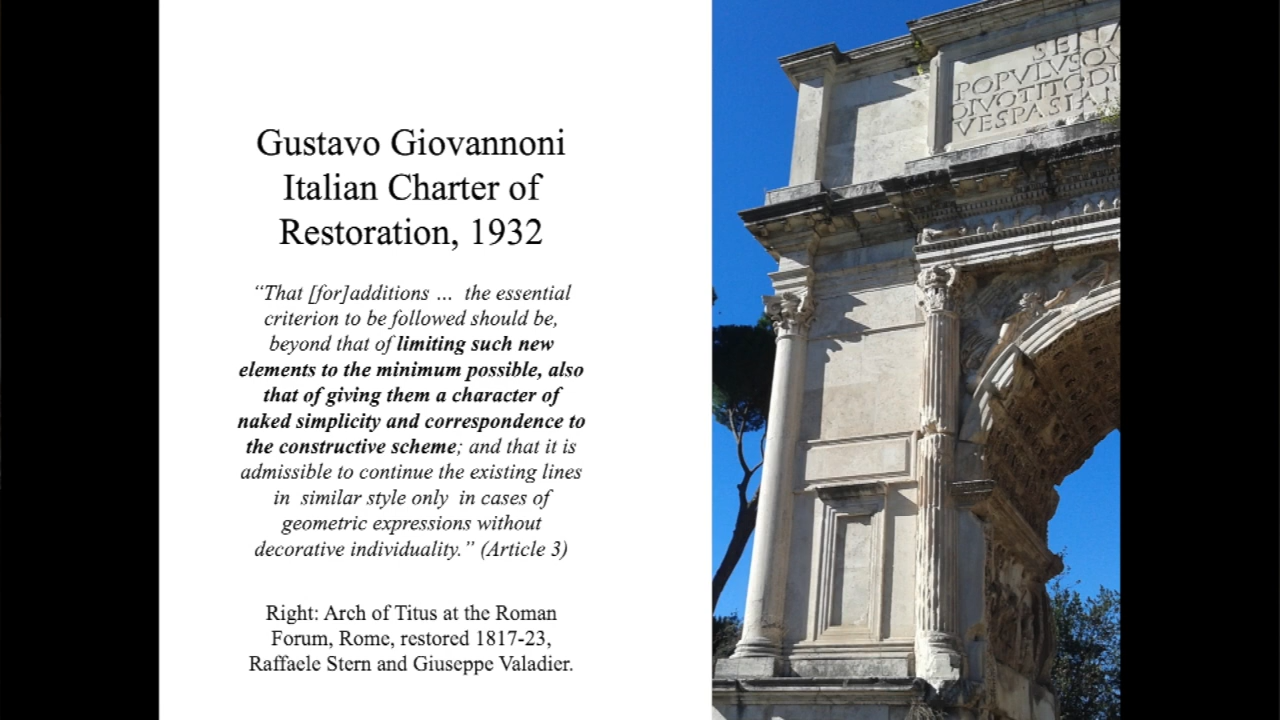 Gustavo Giovannoni
Italian Charter of
Restoration, 1932
“That [for]additions … the essential
criterion to be followed should be,
beyond that of limiting such new
elements to the minimum possible, also
that of giving them a character of
naked simplicity and correspondence to
the constructive scheme; and that it is
admissible to continue the existing lines
in similar style only in cases of
geometric expressions without
decorative individuality.” (Article 3)
Right: Arch of Titus at the Roman
Forum, Rome, restored 1817-23,
Raffaele Stern and Giuseppe Valadier.
SENA
POPVLVSQV
DIVOTITODI
VESPASIAN